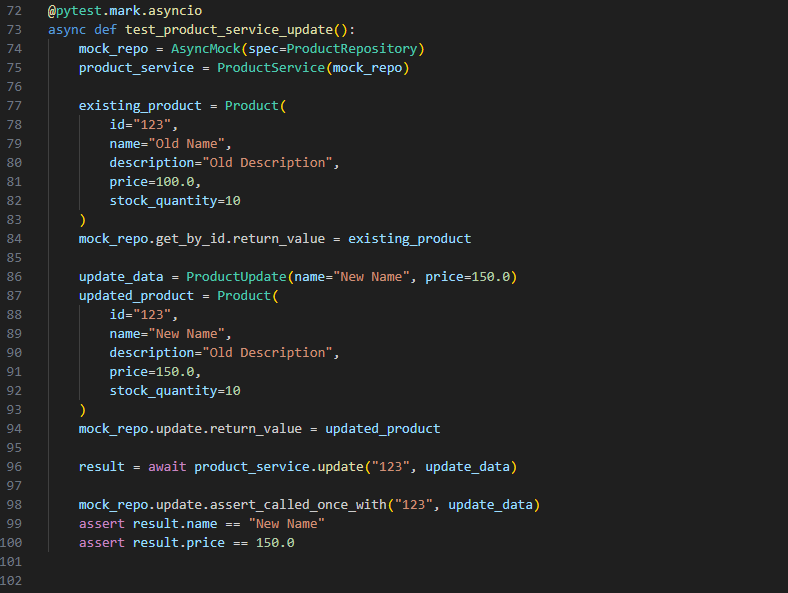 72 @pytest.mark.asyncio
73 async def test_product_service_update():
74     mock_repo = AsyncMock(spec=ProductRepository)
75     product_service = ProductService(mock_repo)
76
77     existing_product = Product(
78         id="123",
79         name="Old Name",
80         description="Old Description",
81         price=100.0,
82         stock_quantity=10
83     )
84     mock_repo.get_by_id.return_value = existing_product
85
86     update_data = ProductUpdate(name="New Name", price=150.0)
87     updated_product = Product(
88         id="123",
89         name="New Name",
90         description="Old Description",
91         price=150.0,
92         stock_quantity=10
93     )
94     mock_repo.update.return_value = updated_product
95
96     result = await product_service.update("123", update_data)
97
98     mock_repo.update.assert_called_once_with("123", update_data)
99     assert result.name == "New Name"
100     assert result.price == 150.0
101
102